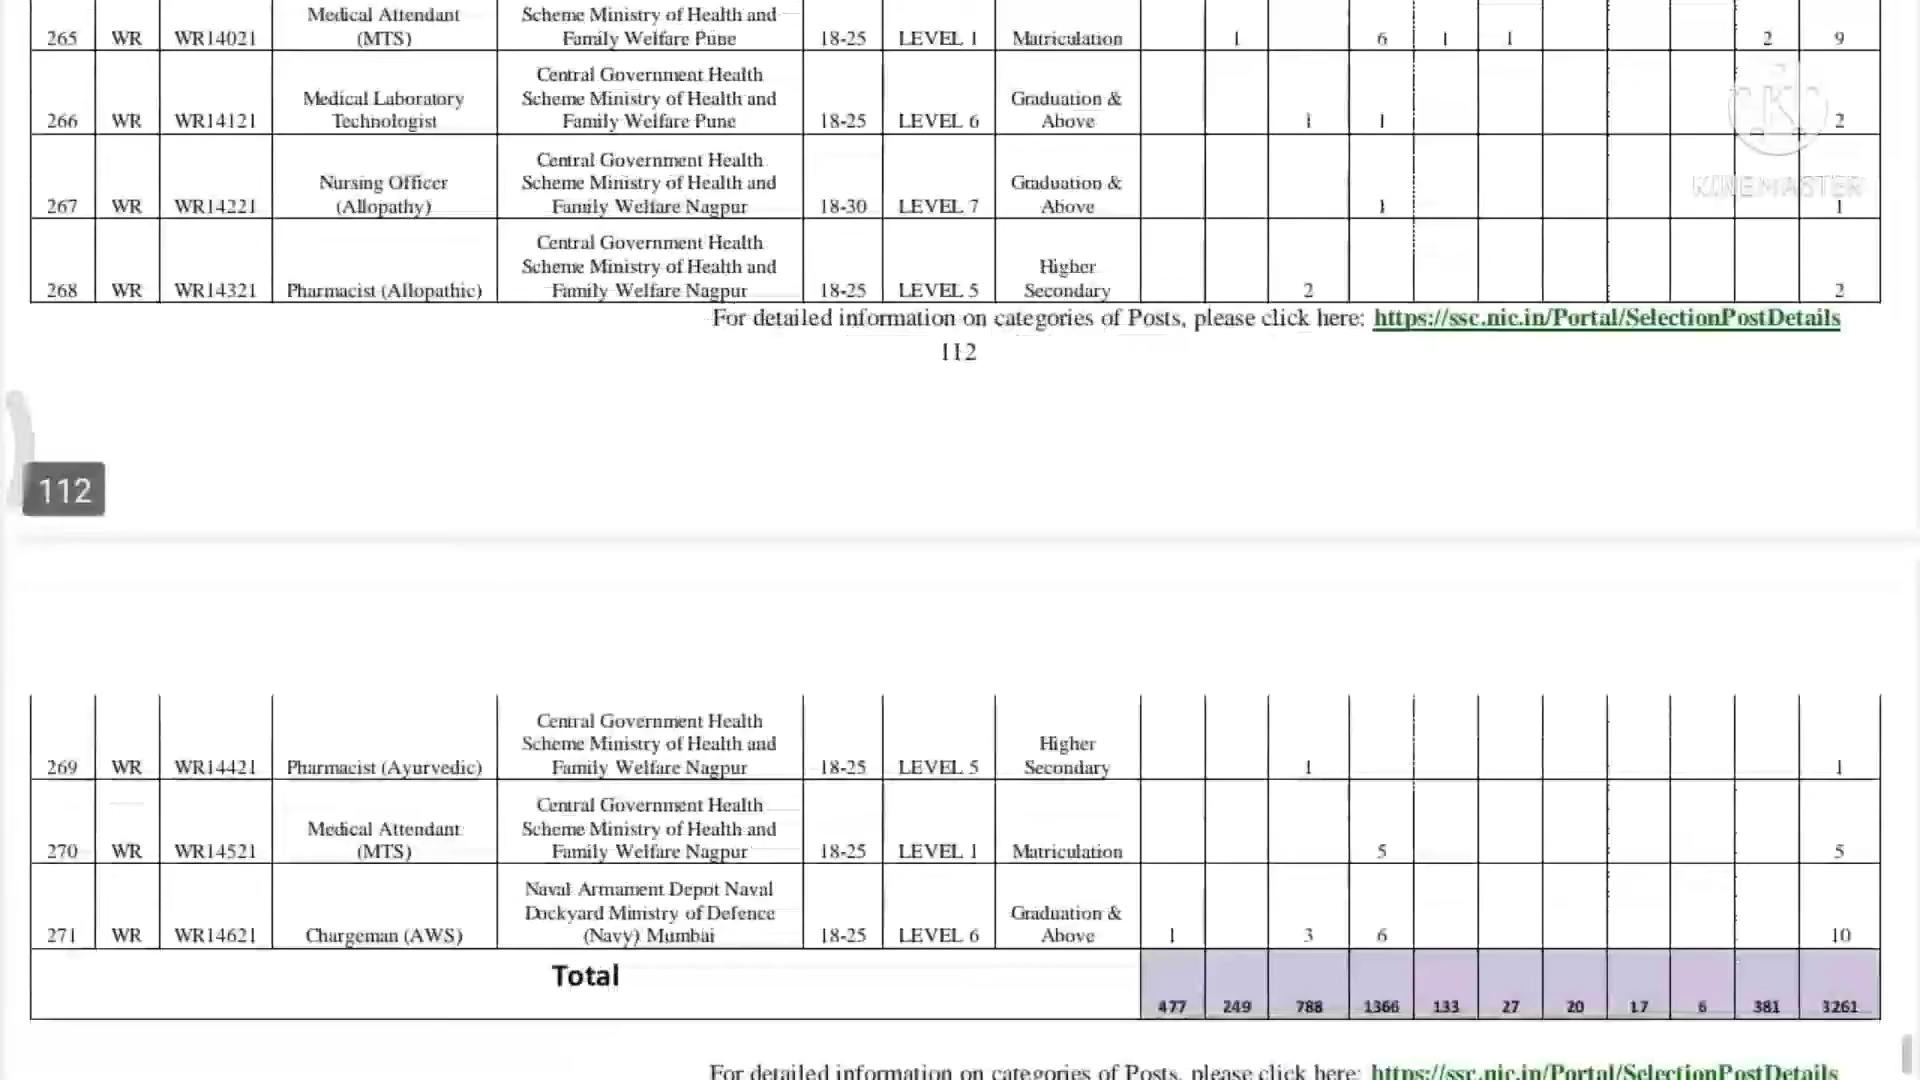 Medical Attendant Scheme Ministry of Health and
265 WR WR14021 (MTS) Family Welfare Pune 18-25 LEVEL 1 Matriculation 1 6 1 1 2 9
Central Government Health
Medical Laboratory Scheme Ministry of Health and Graduation &
266 WR WR14121 Technologist Family Welfare Pune 18-25 LEVEL 6 Above 1 1 2
KINEMASTER
Central Government Health
Nursing Officer Scheme Ministry of Health and Graduation &
267 WR WR14221 (Allopathy) Family Welfare Nagpur 18-30 LEVEL 7 Above 1 1
Central Government Health
Scheme Ministry of Health and Higher
268 WR WR14321 Pharmacist (Allopathic) Family Welfare Nagpur 18-25 LEVEL 5 Secondary 2 2
For detailed information on categories of Posts, please click here: https://ssc.nic.in/Portal/SelectionPostDetails
112
112
Central Government Health
Scheme Ministry of Health and Higher
269 WR WR14421 Pharmacist (Ayurvedic) Family Welfare Nagpur 18-25 LEVEL 5 Secondary 1 1
Central Government Health
Medical Attendant Scheme Ministry of Health and
270 WR WR14521 (MTS) Family Welfare Nagpur 18-25 LEVEL 1 Matriculation 5 5
Naval Armament Depot Naval
Dockyard Ministry of Defence Graduation &
271 WR WR14621 Chargeman (AWS) (Navy) Mumbai 18-25 LEVEL 6 Above 1 3 6 10
Total
477 249 788 1366 133 27 20 17 6 381 3261
For detailed information on categories of Posts, please click here: https://ssc.nic.in/Portal/SelectionPostDetails